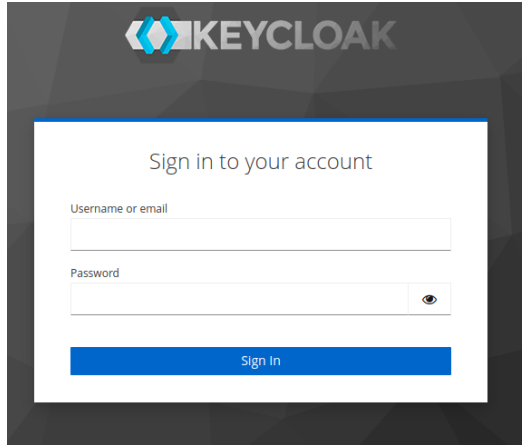 KEYCLOAK
Sign in to your account
Username or email
Password
Sign In